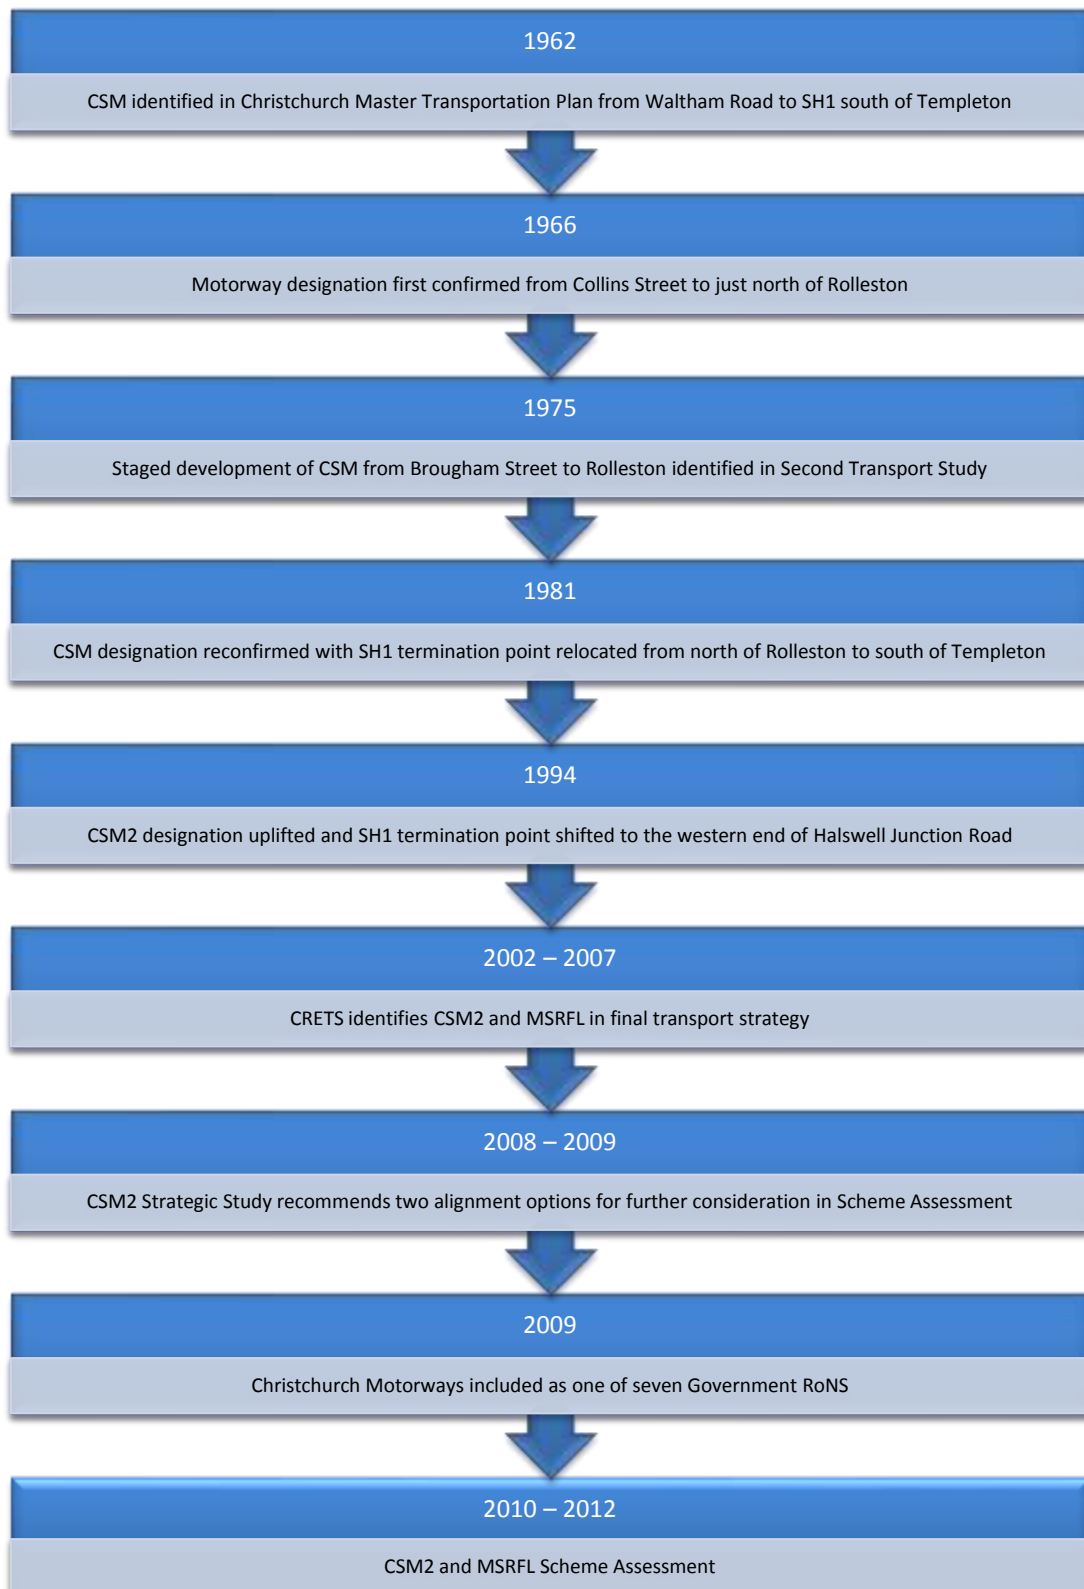 1962
CSM identified in Christchurch Master Transportation Plan from Waltham Road to SH1 south of Templeton
1966
Motorway designation first confirmed from Collins Street to just north of Rolleston
1975
Staged development of CSM from Brougham Street to Rolleston identified in Second Transport Study
1981
CSM designation reconfirmed with SH1 termination point relocated from north of Rolleston to south of Templeton
1994
CSM2 designation uplifted and SH1 termination point shifted to the western end of Halswell Junction Road
2002 – 2007
CRETS identifies CSM2 and MSRFL in final transport strategy
2008 – 2009
CSM2 Strategic Study recommends two alignment options for further consideration in Scheme Assessment
2009
Christchurch Motorways included as one of seven Government RoNS
2010 – 2012
CSM2 and MSRFL Scheme Assessment